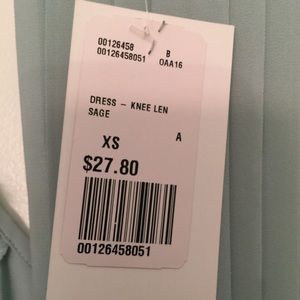 00126458 B
00126458051 OAA16
DRESS – KNEE LEN
SAGE
A
XS
$27.80
00126458051